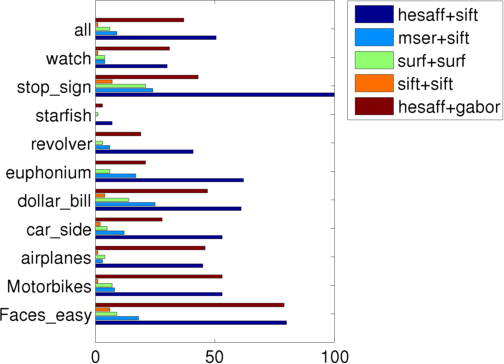 all
watch
stop_sign
starfish
revolver
euphonium
dollar_bill
car_side
airplanes
Motorbikes
Faces_easy
0 50 100
hesaff+sift
mser+sift
surf+surf
sift+sift
hesaff+gabor